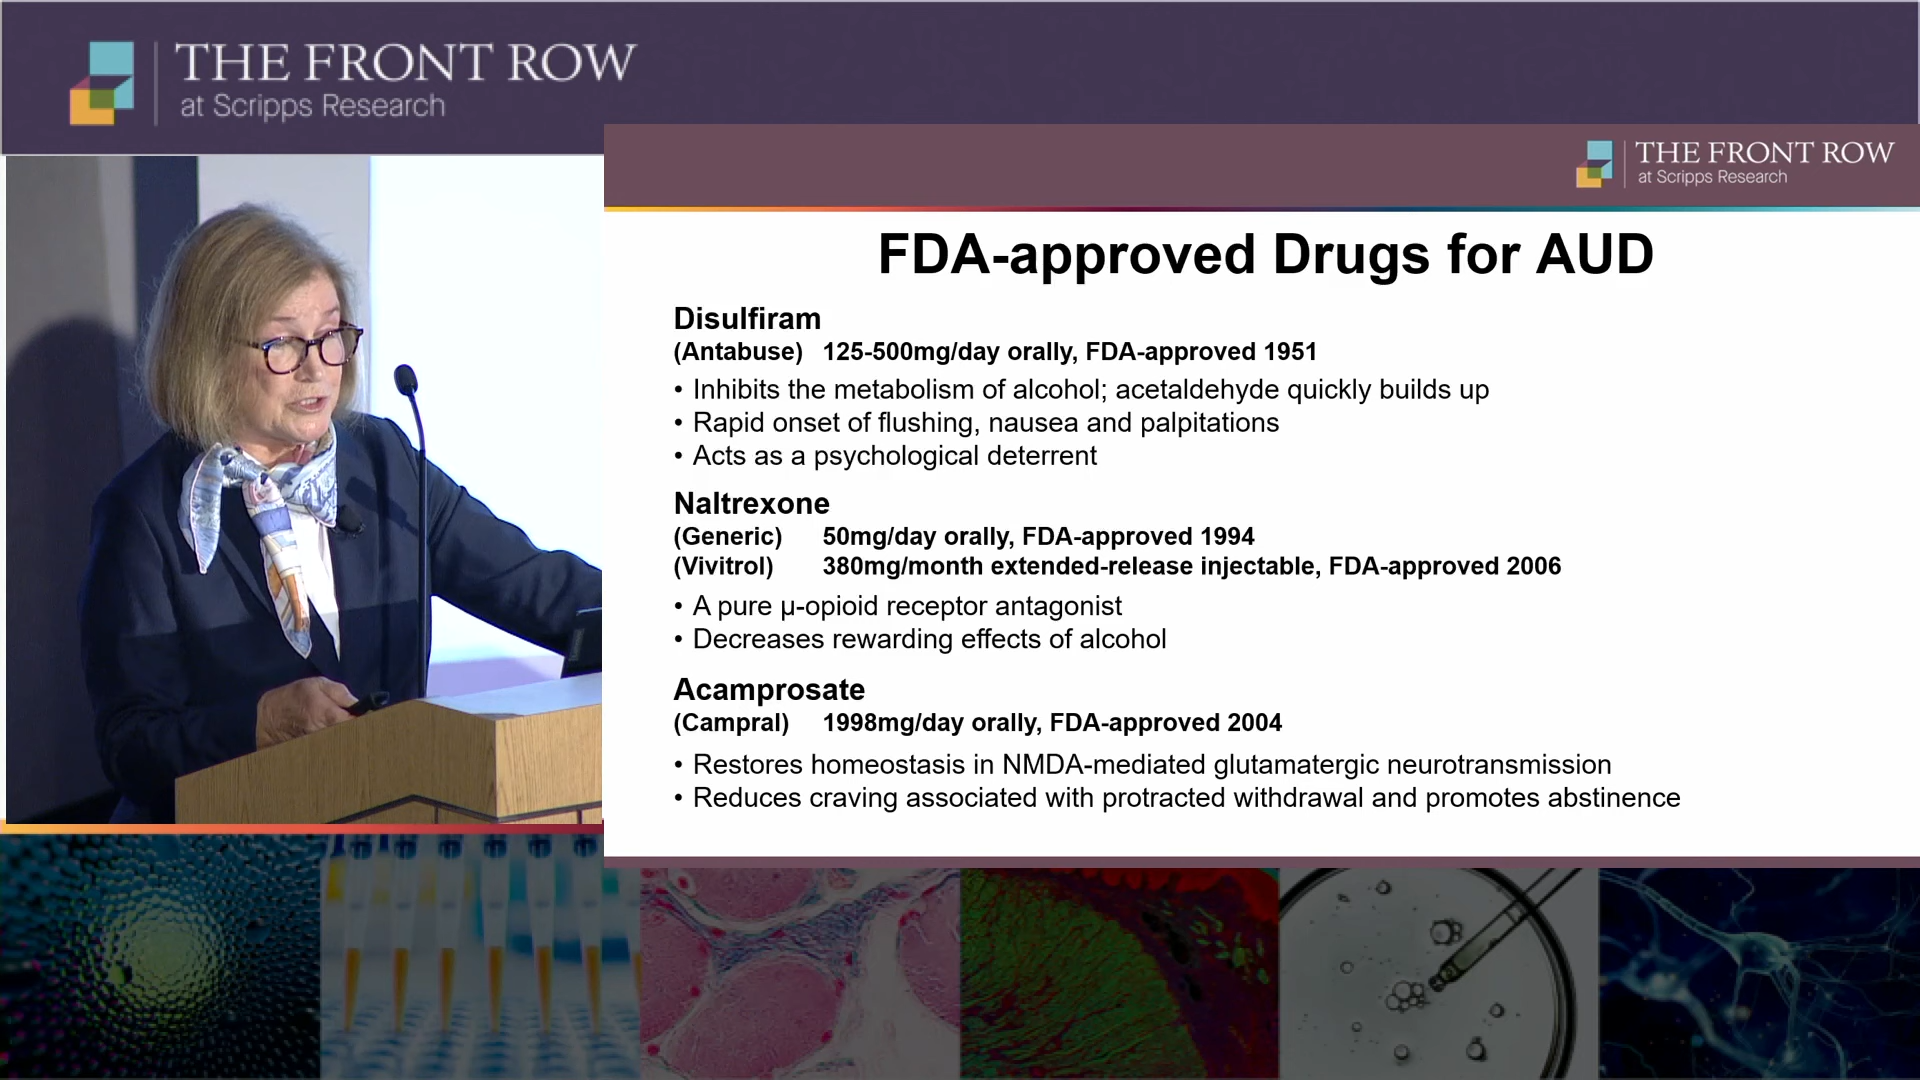 THE FRONT ROW
at Scripps Research
THE FRONT ROW
at Scripps Research
FDA-approved Drugs for AUD
Disulfiram
(Antabuse) 125-500mg/day orally, FDA-approved 1951
• Inhibits the metabolism of alcohol; acetaldehyde quickly builds up
• Rapid onset of flushing, nausea and palpitations
• Acts as a psychological deterrent
Naltrexone
(Generic) 50mg/day orally, FDA-approved 1994
(Vivitrol) 380mg/month extended-release injectable, FDA-approved 2006
• A pure µ-opioid receptor antagonist
• Decreases rewarding effects of alcohol
Acamprosate
(Campral) 1998mg/day orally, FDA-approved 2004
• Restores homeostasis in NMDA-mediated glutamatergic neurotransmission
• Reduces craving associated with protracted withdrawal and promotes abstinence